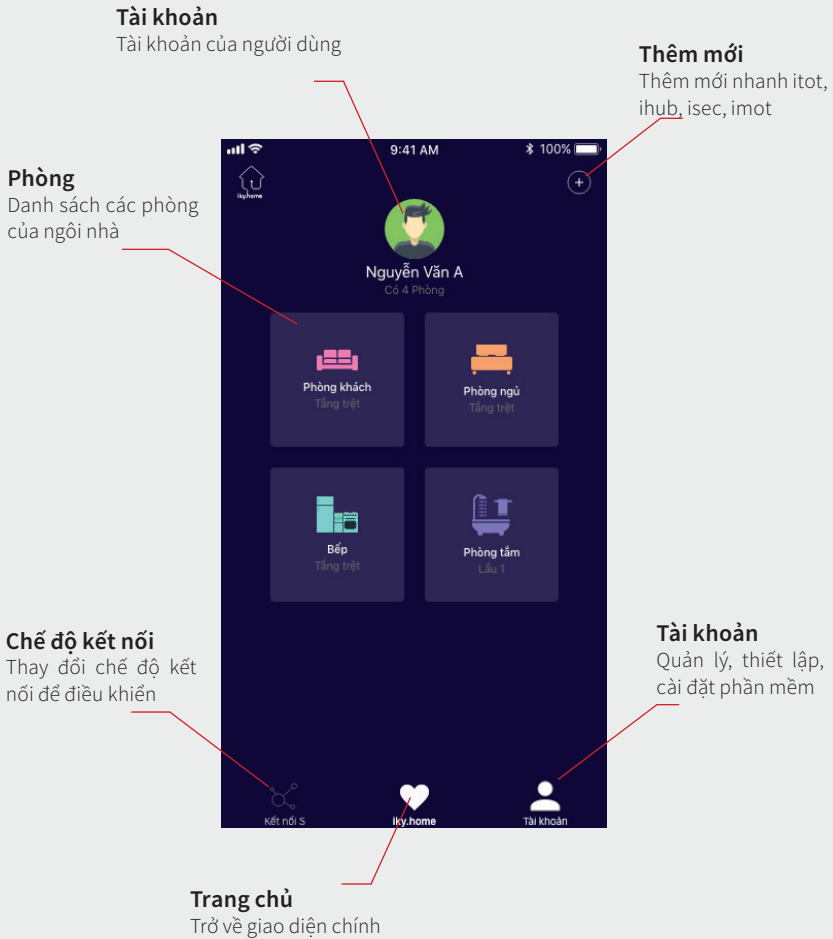 Tài khoản
Tài khoản của người dùng
Thêm mới
Thêm mới nhanh itot,
ihub, isec, imot
9:41 AM
100%
iky.home
Phòng
Danh sách các phòng
của ngôi nhà
Nguyễn Văn A
Có 4 Phòng
Phòng khách
Tầng trệt
Phòng ngủ
Tầng trệt
Bếp
Tầng trệt
Phòng tắm
Lầu 1
Chế độ kết nối
Thay đổi chế độ kết
nối để điều khiển
Tài khoản
Quản lý, thiết lập,
cài đặt phần mềm
Kết nối S
iky.home
Tài khoản
Trang chủ
Trở về giao diện chính